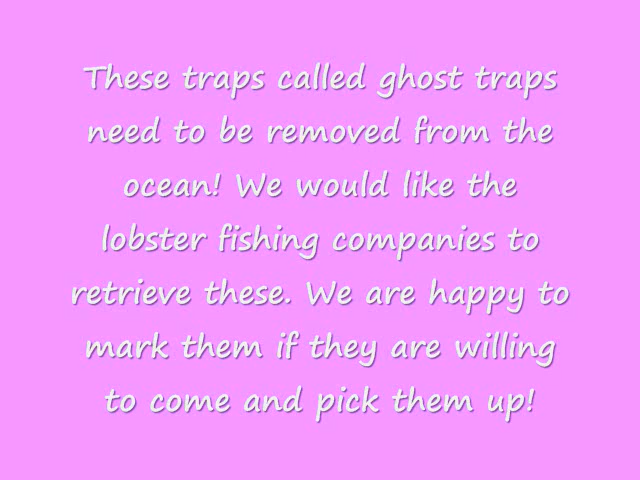 These traps called ghost traps
need to be removed from the
ocean! We would like the
lobster fishing companies to
retrieve these. We are happy to
mark them if they are willing
to come and pick them up!